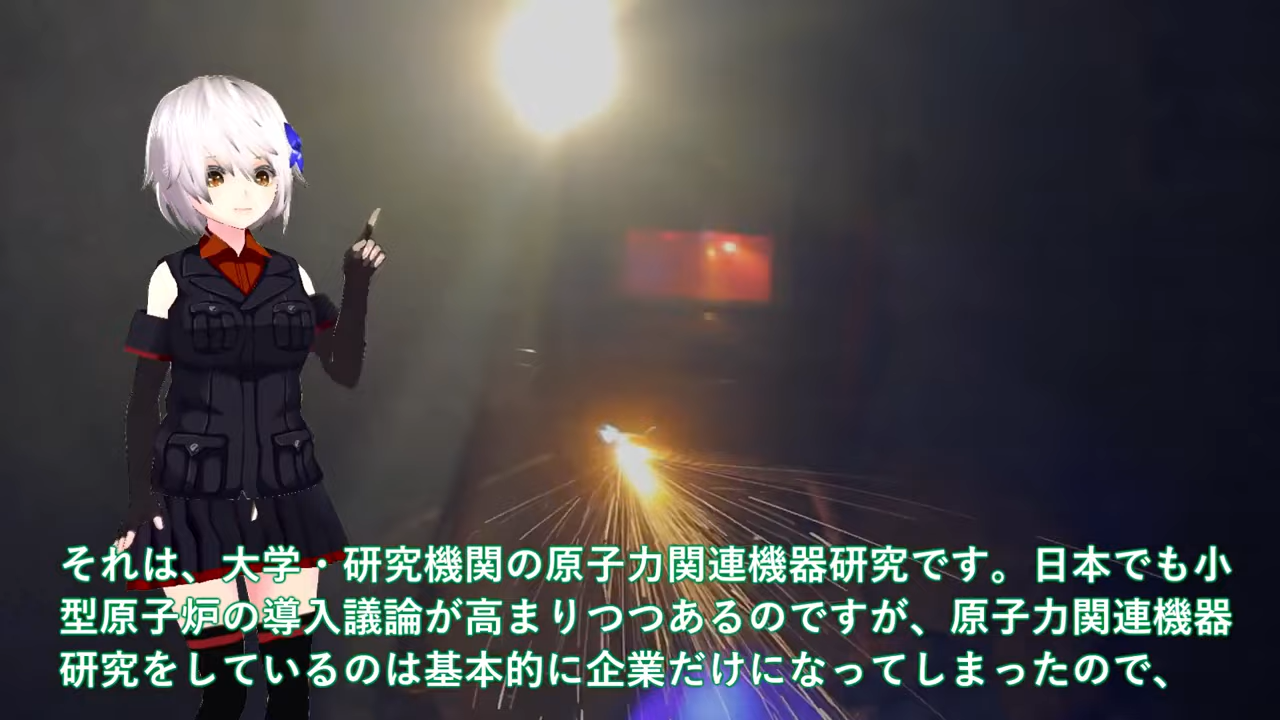 それは、大学・研究機関の原子力関連機器研究です。日本でも小
型原子炉の導入議論が高まりつつあるのですが、原子力関連機器
研究をしているのは基本的に企業だけになってしまったので、